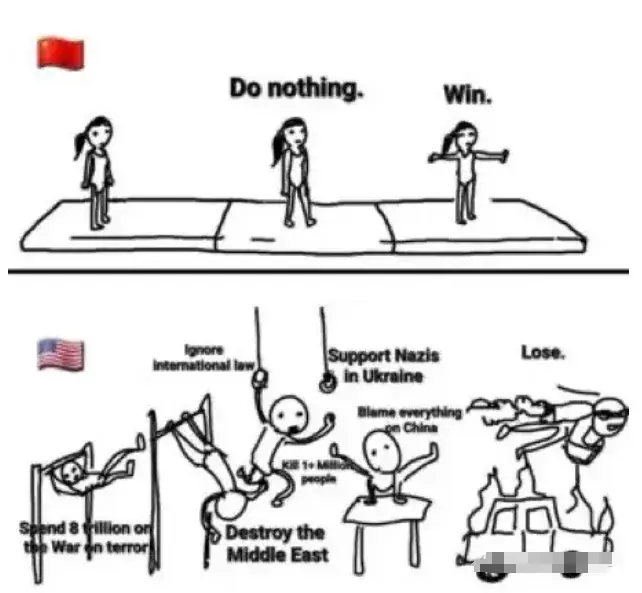 Do nothing.
Win.
Ignore
international law
Support Nazis
in Ukraine
Lose.
Blame everything
on China
Kill 1+ Million
people
Spend 8 trillion on
the War on terror
Destroy the
Middle East